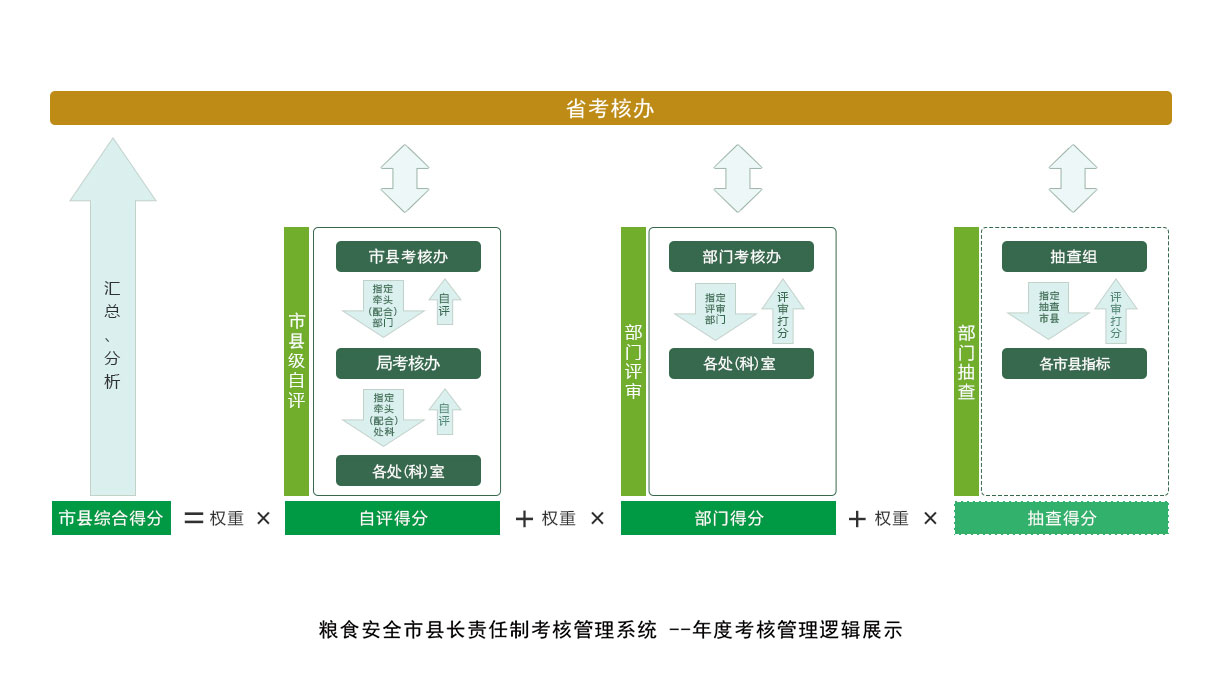 省考核办
汇
总
、
分
析
市县级自评
市县考核办
指定
牵头
(配合)
部门
自
评
局考核办
指定
牵头
(配合)
处科
自
评
各处(科)室
部门评审
部门考核办
指定
评审
部门
评
审
打
分
各处(科)室
部门抽查
抽查组
指定
抽查
市县
评
审
打
分
各市县指标
市县综合得分 = 权重 × 自评得分 + 权重 × 部门得分 + 权重 × 抽查得分
粮食安全市县长责任制考核管理系统 --年度考核管理逻辑展示